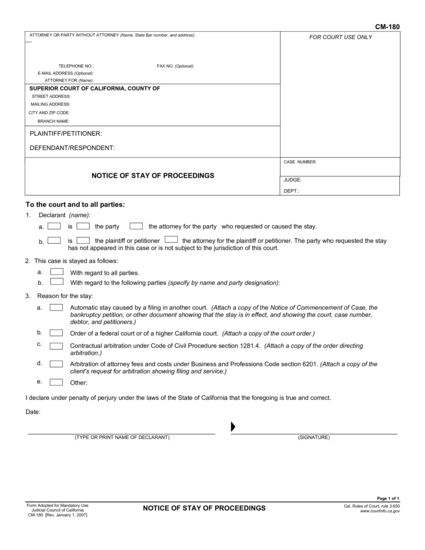 CM-180
ATTORNEY OR PARTY WITHOUT ATTORNEY (Name, State Bar number, and address):
FOR COURT USE ONLY
TELEPHONE NO.: FAX NO. (Optional):
E-MAIL ADDRESS (Optional):
ATTORNEY FOR (Name):
SUPERIOR COURT OF CALIFORNIA, COUNTY OF
STREET ADDRESS:
MAILING ADDRESS:
CITY AND ZIP CODE:
BRANCH NAME:
PLAINTIFF/PETITIONER:
DEFENDANT/RESPONDENT:
NOTICE OF STAY OF PROCEEDINGS
CASE NUMBER:
JUDGE:
DEPT.:
To the court and to all parties:
1. Declarant (name):
a. is the party the attorney for the party who requested or caused the stay.
b. is the plaintiff or petitioner the attorney for the plaintiff or petitioner. The party who requested the stay
has not appeared in this case or is not subject to the jurisdiction of this court.
2. This case is stayed as follows:
a. With regard to all parties
b. With regard to the following parties (specify by name and party designation):
3. Reason for the stay:
a. Automatic stay caused by a filing in another court. (Attach a copy of the Notice of Commencement of Case, the
bankruptcy petition, or other document showing that the stay is in effect, and showing the court, case number,
debtor, and petitioners.)
b. Order of a federal court or of a higher California court. (Attach a copy of the court order.)
c. Contractual arbitration under Code of Civil Procedure section 1281.4. (Attach a copy of the order directing
arbitration.)
d. Arbitration of attorney fees and costs under Business and Professions Code section 6201. (Attach a copy of the
client's request for arbitration showing filing and service.)
e. Other:
I declare under penalty of perjury under the laws of the State of California that the foregoing is true and correct.
Date:
(TYPE OR PRINT NAME OF DECLARANT) (SIGNATURE)
Page 1 of 1
Form Adopted for Mandatory Use
Judicial Council of California
CM-180 [Rev. January 1, 2007]
NOTICE OF STAY OF PROCEEDINGS
Cal. Rules of Court, rule 3.650
www.courtinfo.ca.gov